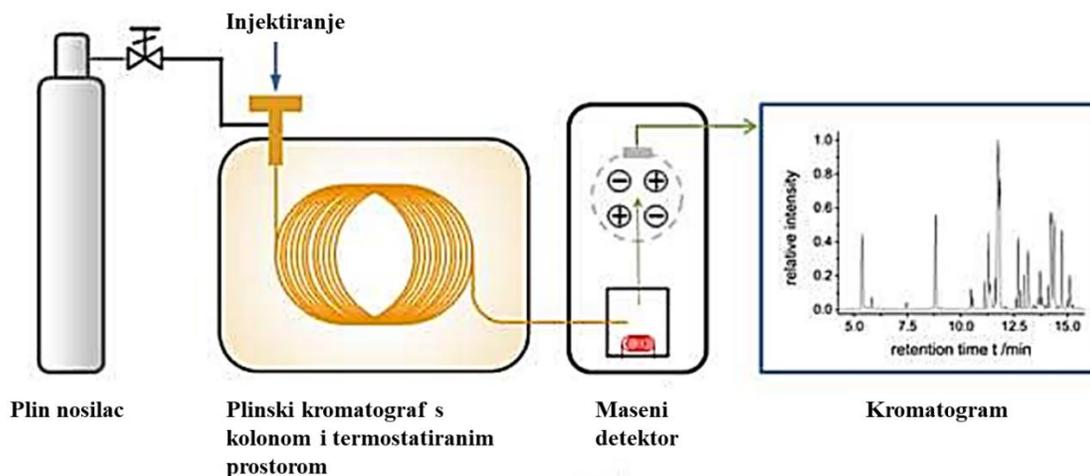 Injektiranje
Plin nosilac
Plinski kromatograf s
kolonom i termostatiranim
prostorom
Maseni
detektor
relative intensity
1.0
0.8
0.6
0.4
0.2
0.0
5.0 7.5 10.0 12.5 15.0
retention time t /min
Kromatogram